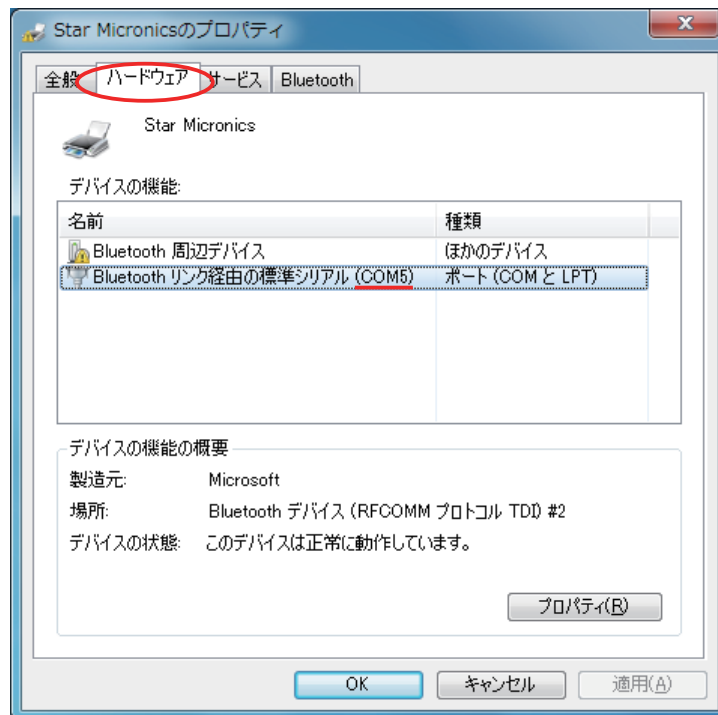 Star Micronicsのプロパティ
全般 ハードウェア サービス Bluetooth
Star Micronics
デバイスの機能:
名前 種類
Bluetooth 周辺デバイス ほかのデバイス
Bluetooth リンク経由の標準シリアル (COM5) ポート (COM と LPT)
デバイスの機能の概要
製造元: Microsoft
場所: Bluetooth デバイス (RFCOMM プロトコル TDI) #2
デバイスの状態: このデバイスは正常に動作しています。
プロパティ(R)
OK キャンセル 適用(A)